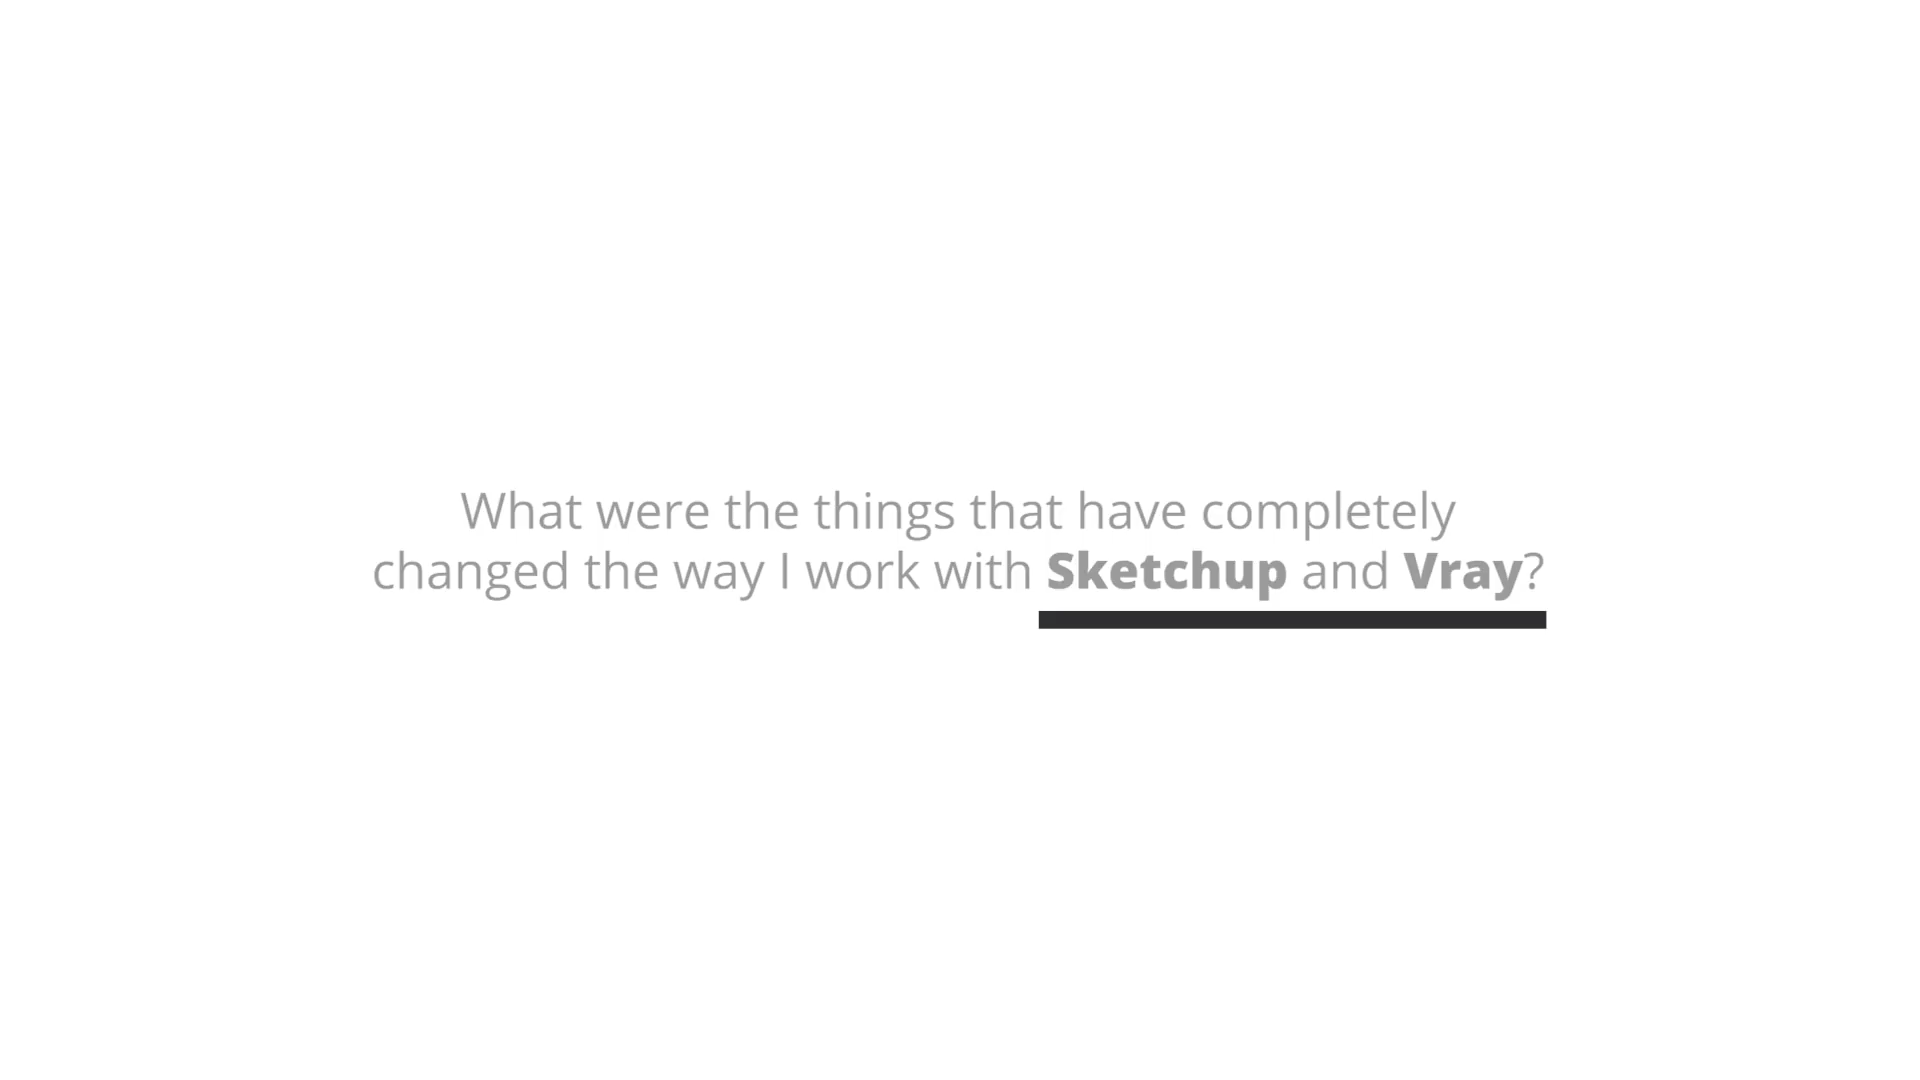 What were the things that have completely
changed the way I work with Sketchup and Vray?